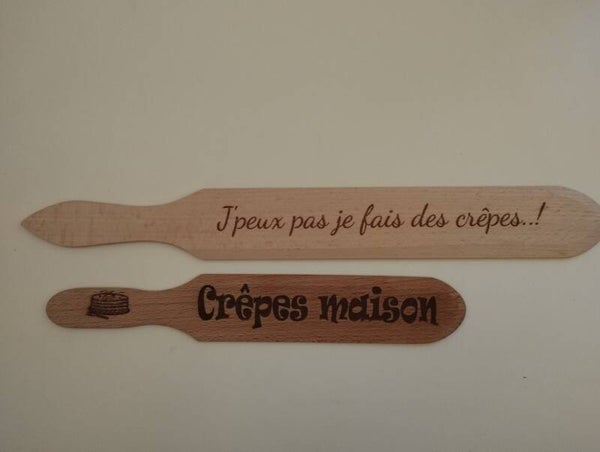 J'peux pas je fais des crêpes..!
Crêpes maison